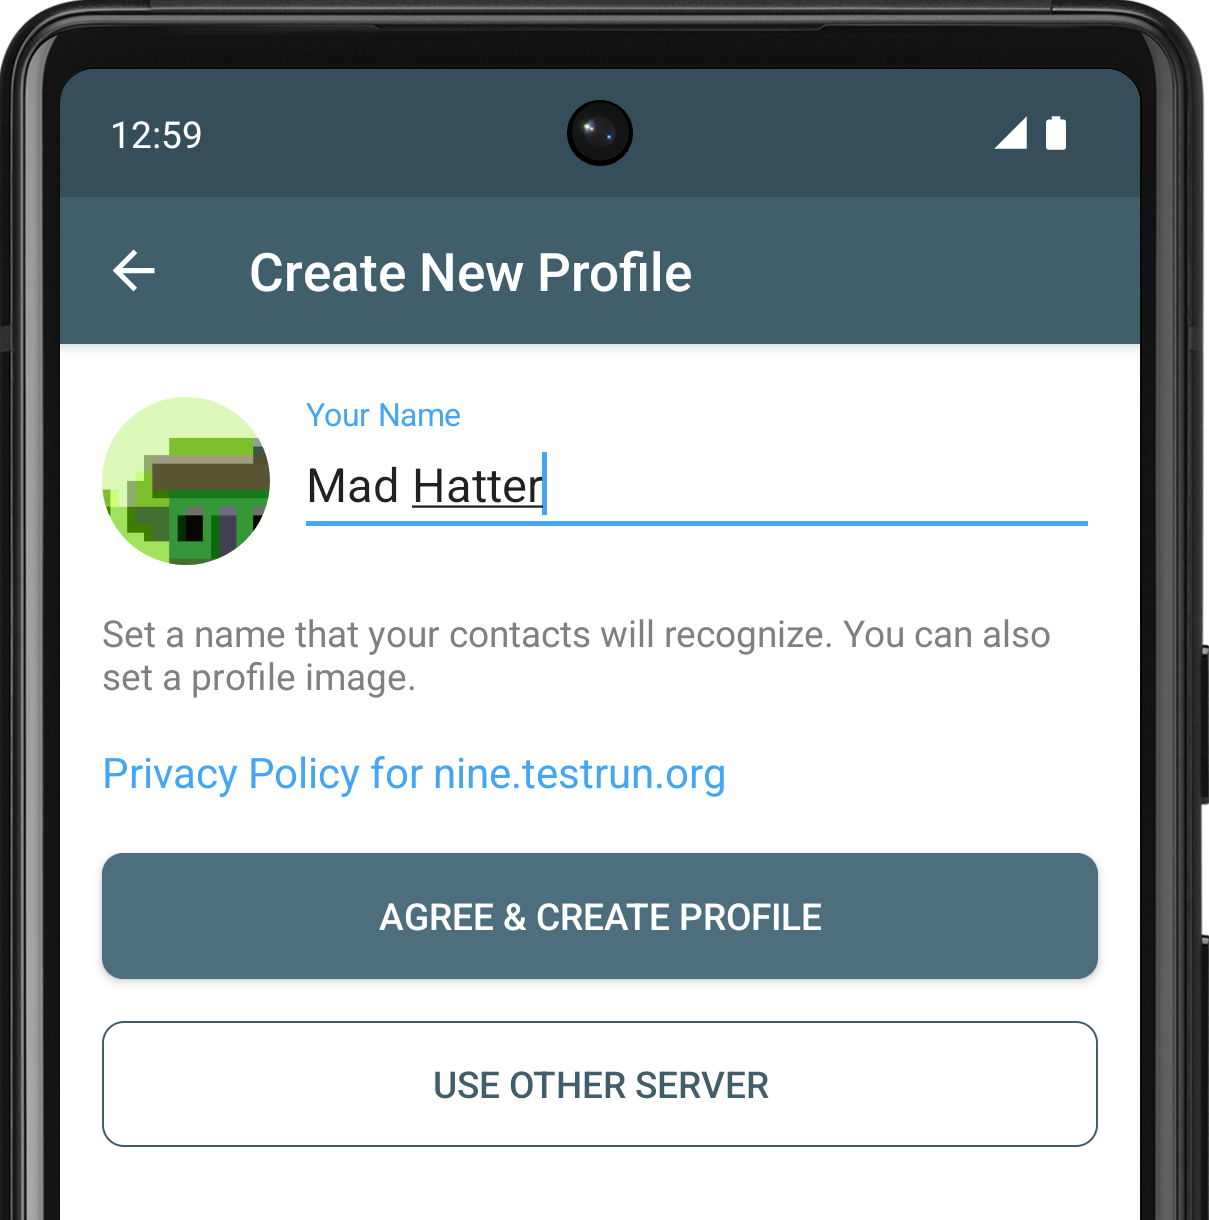 12:59
Create New Profile
Your Name
Mad Hatter
Set a name that your contacts will recognize. You can also
set a profile image.
Privacy Policy for nine.testrun.org
AGREE & CREATE PROFILE
USE OTHER SERVER